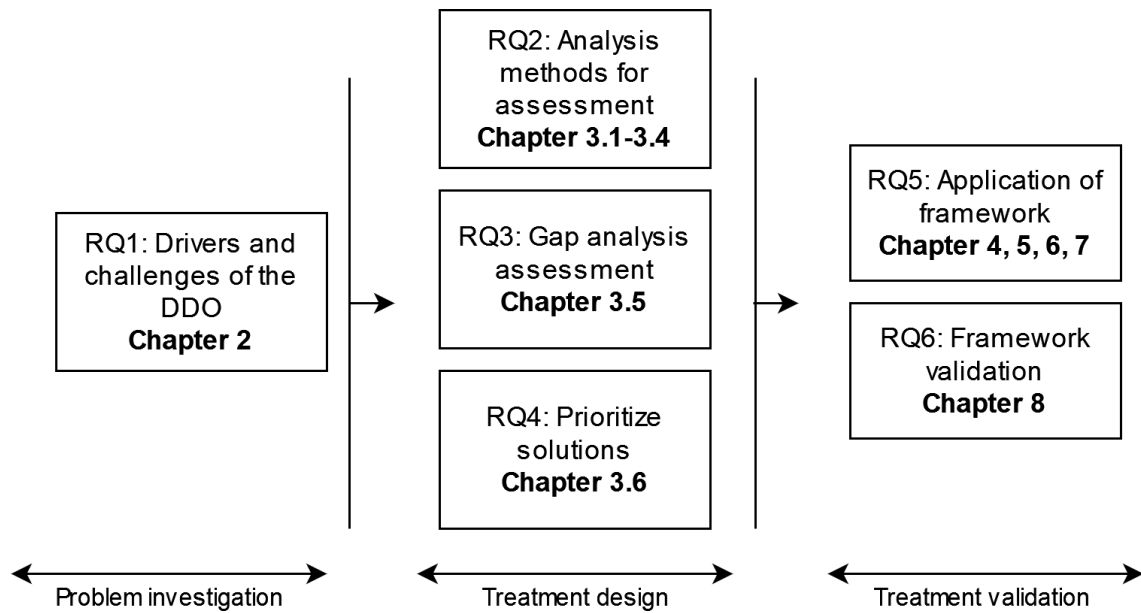 RQ1: Drivers and
challenges of the
DDO
Chapter 2
RQ2: Analysis
methods for
assessment
Chapter 3.1-3.4
RQ3: Gap analysis
assessment
Chapter 3.5
RQ4: Prioritize
solutions
Chapter 3.6
RQ5: Application of
framework
Chapter 4, 5, 6, 7
RQ6: Framework
validation
Chapter 8
Problem investigation
Treatment design
Treatment validation